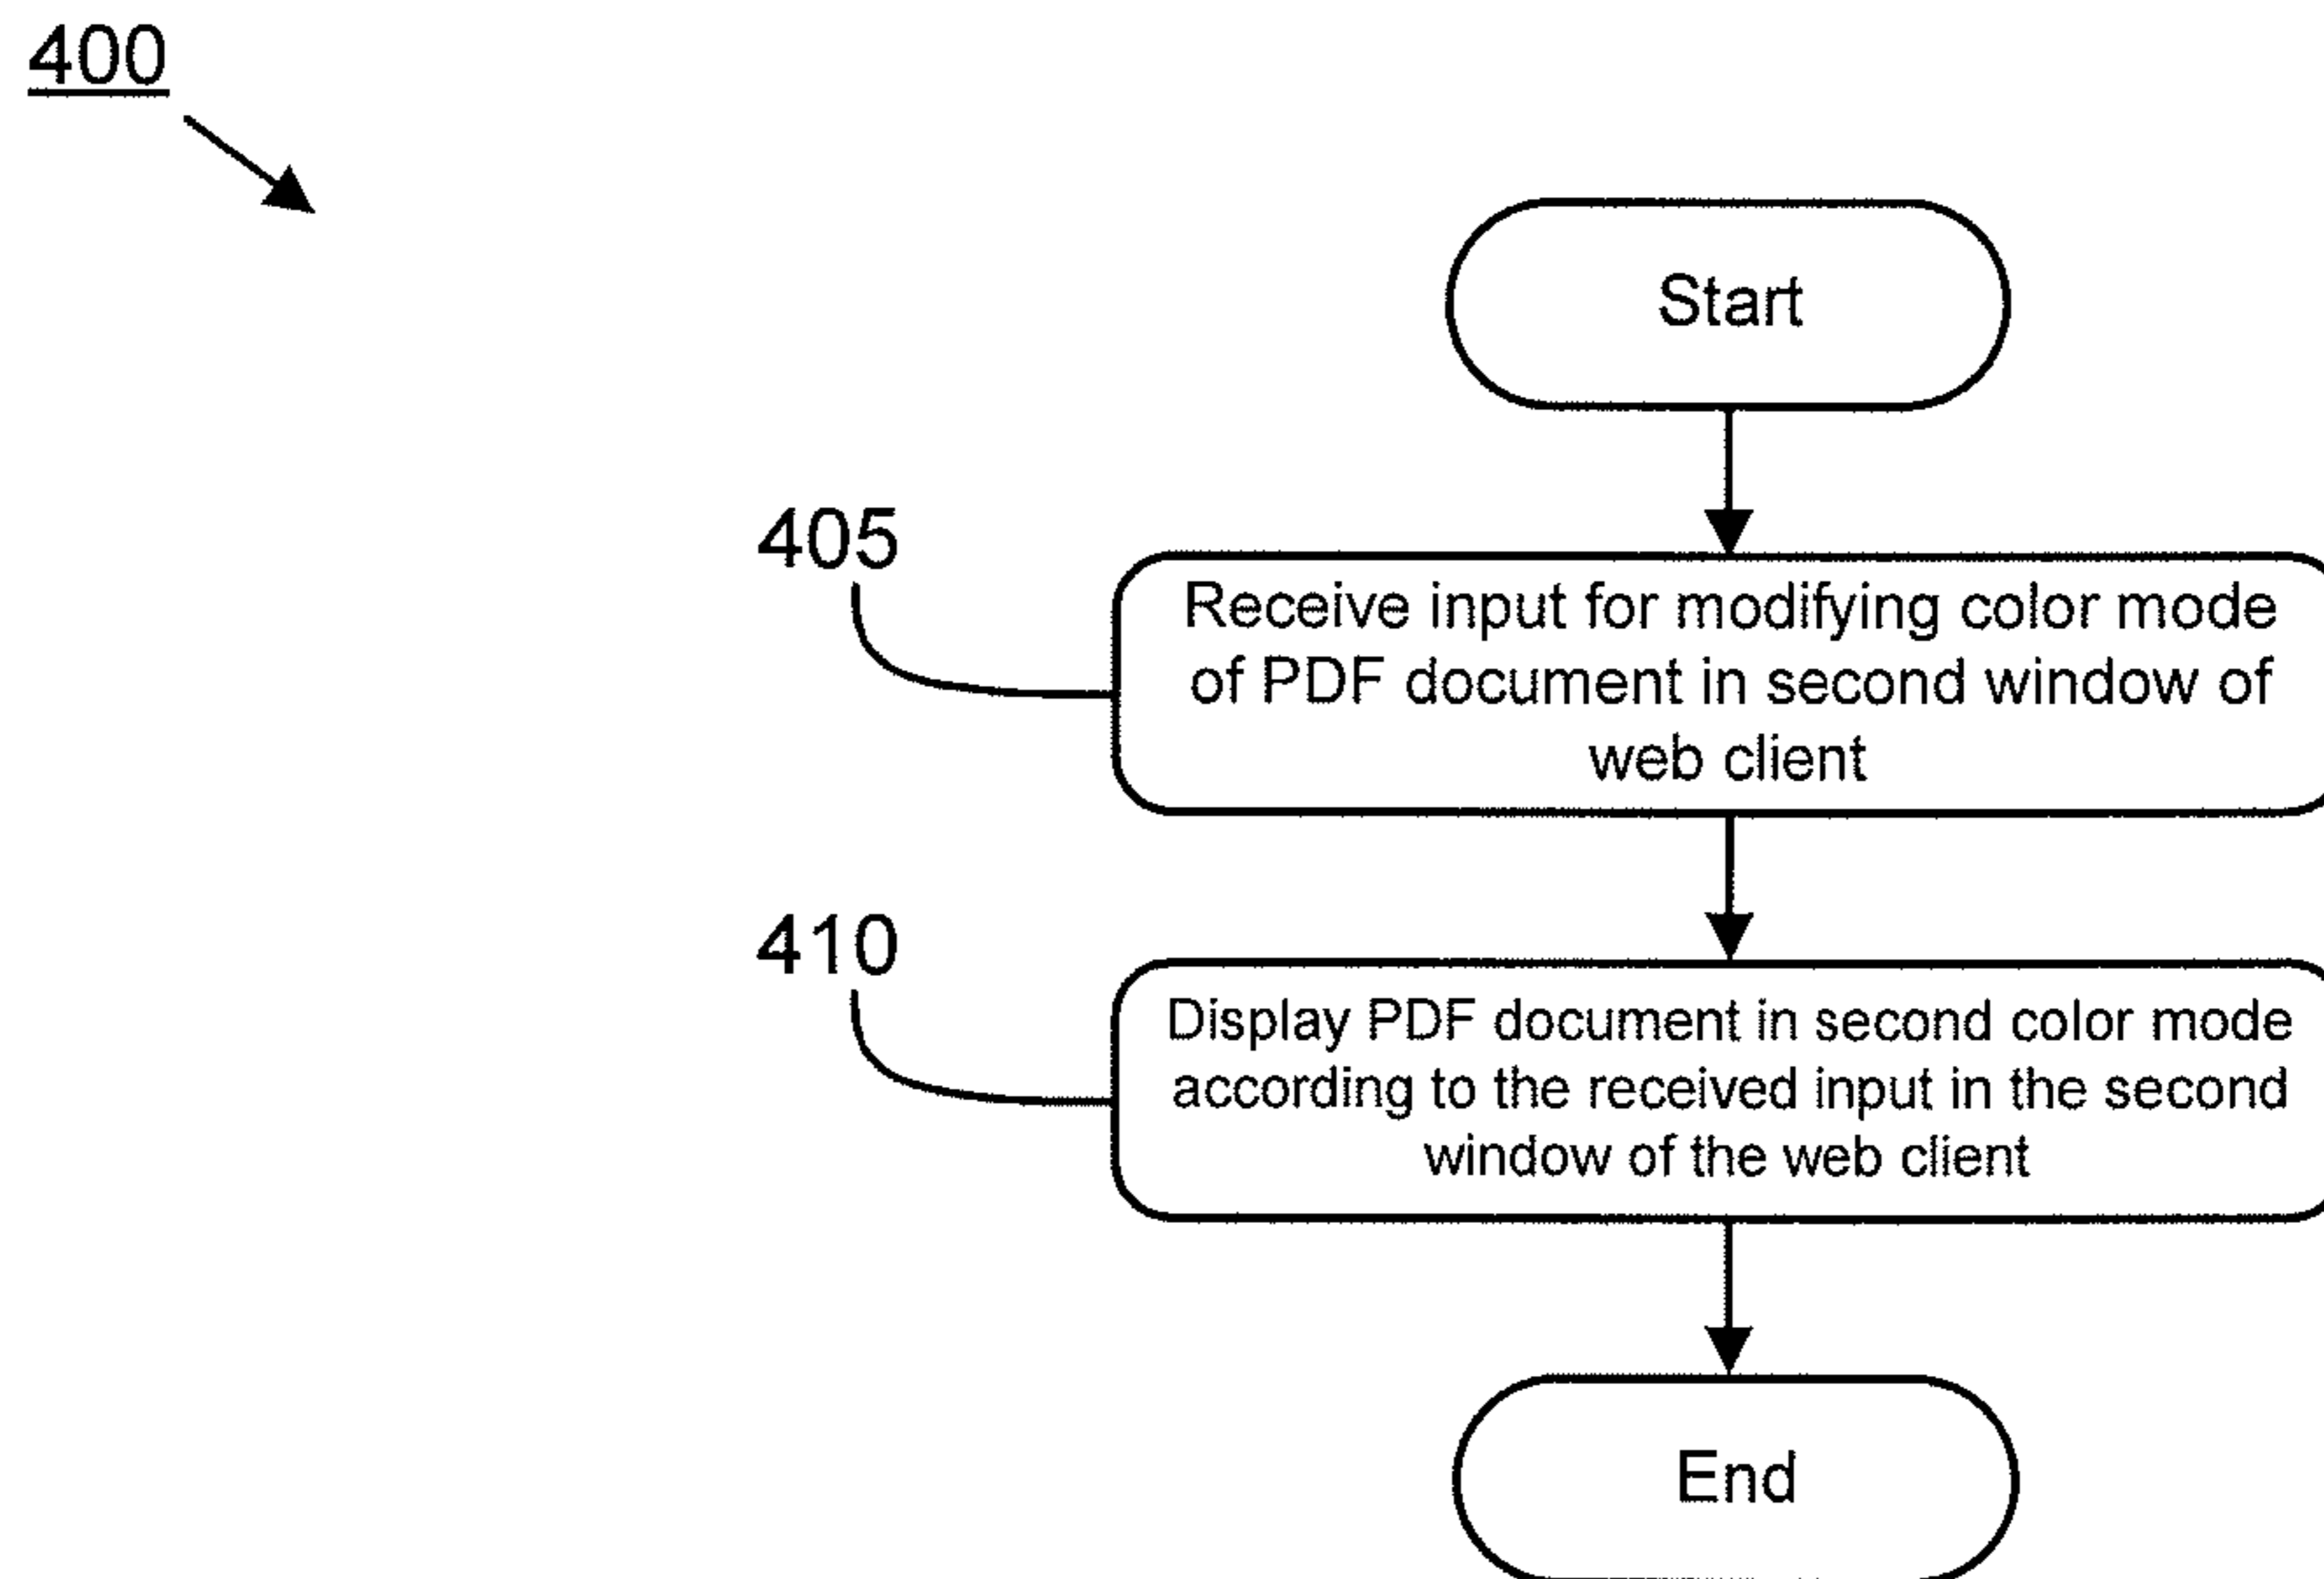 400
Start
405
Receive input for modifying color mode
of PDF document in second window of
web client
410
Display PDF document in second color mode
according to the received input in the second
window of the web client
End